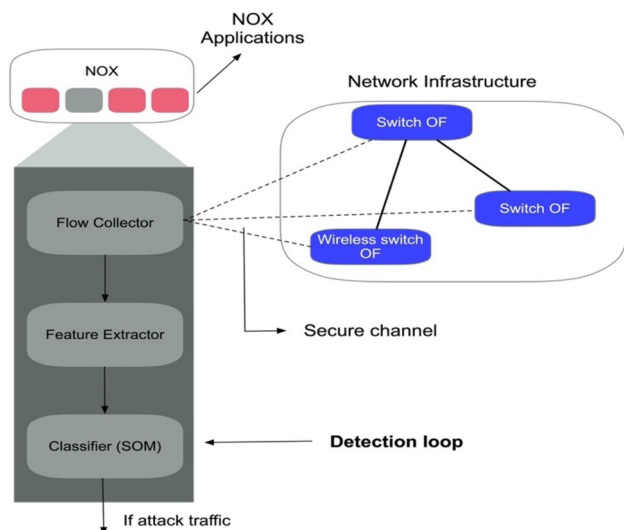 NOX
Applications
NOX
Network Infrastructure
Switch OF
Flow Collector
Switch OF
Wireless switch
OF
Feature Extractor
Secure channel
Classifier (SOM)
Detection loop
If attack traffic